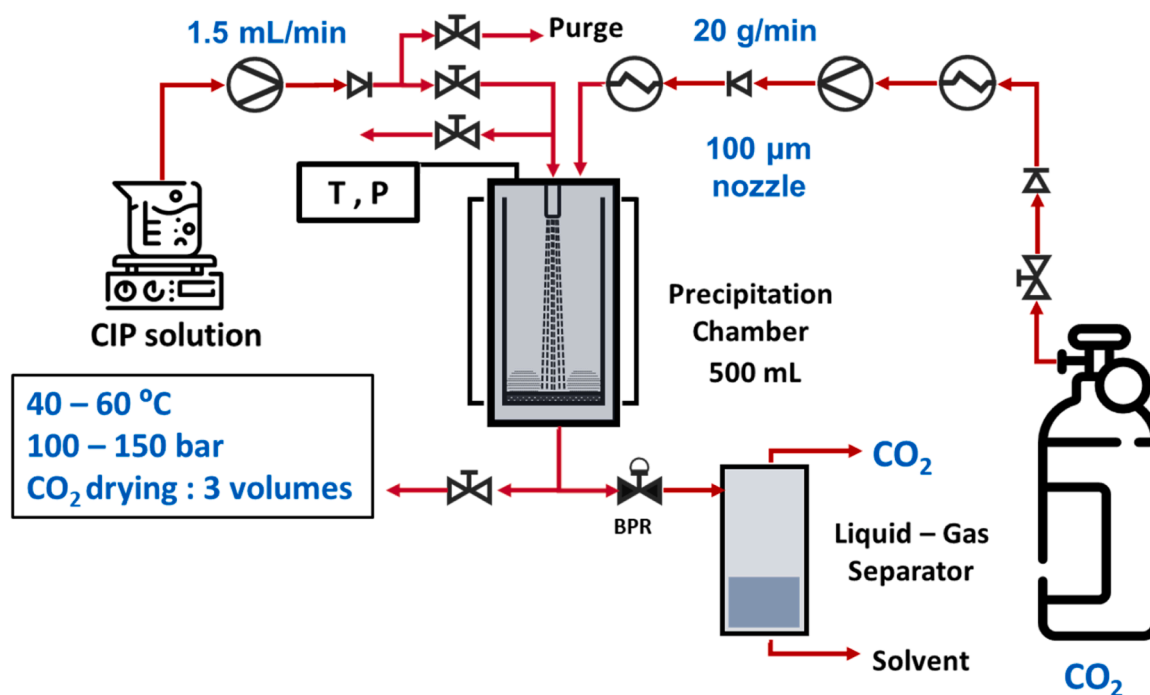 1.5 mL/min
Purge
20 g/min
100 µm
nozzle
T , P
CIP solution
Precipitation
Chamber
500 mL
40 – 60 ⁰C
100 – 150 bar
CO₂ drying : 3 volumes
BPR
CO₂
Liquid – Gas
Separator
Solvent
CO₂